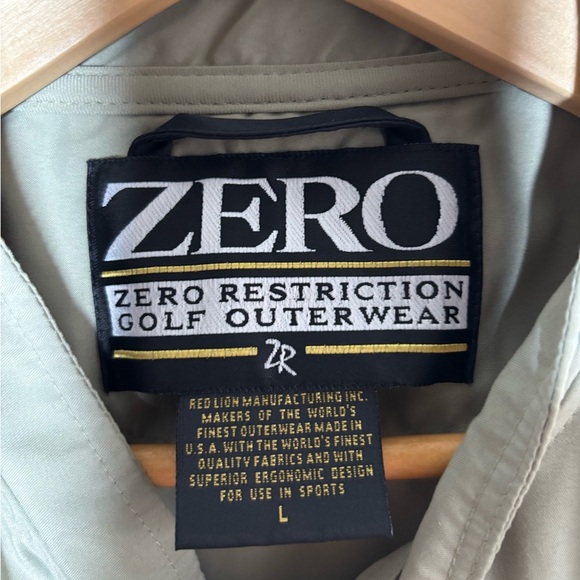 ZERO
ZERO RESTRICTION
GOLF OUTERWEAR
ZR
RED LION MANUFACTURING INC.
MAKERS OF THE WORLD'S
FINEST OUTERWEAR MADE IN
U.S.A. WITH THE WORLD'S FINEST
QUALITY FABRICS AND WITH
SUPERIOR ERGONOMIC DESIGN
FOR USE IN SPORTS
L